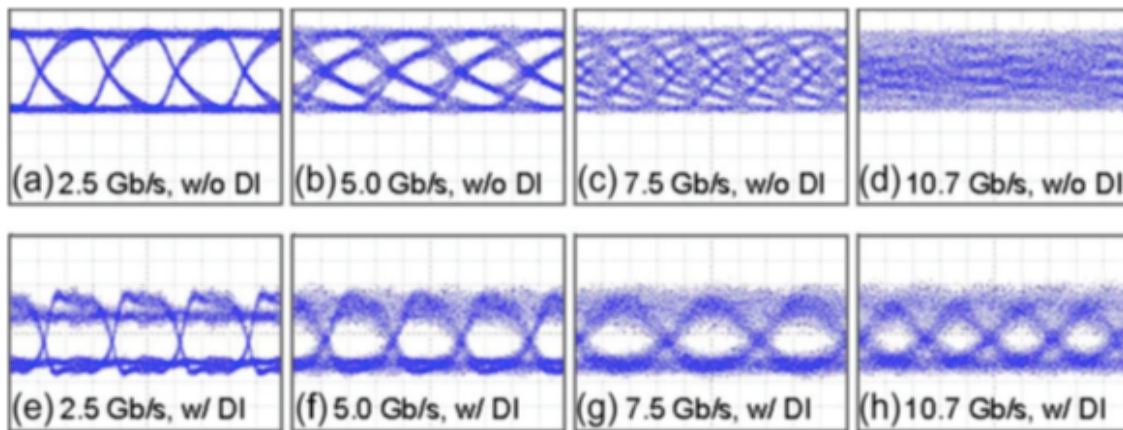 (a) 2.5 Gb/s, w/o DI
(b) 5.0 Gb/s, w/o DI
(c) 7.5 Gb/s, w/o DI
(d) 10.7 Gb/s, w/o DI
(e) 2.5 Gb/s, w/ DI
(f) 5.0 Gb/s, w/ DI
(g) 7.5 Gb/s, w/ DI
(h) 10.7 Gb/s, w/ DI